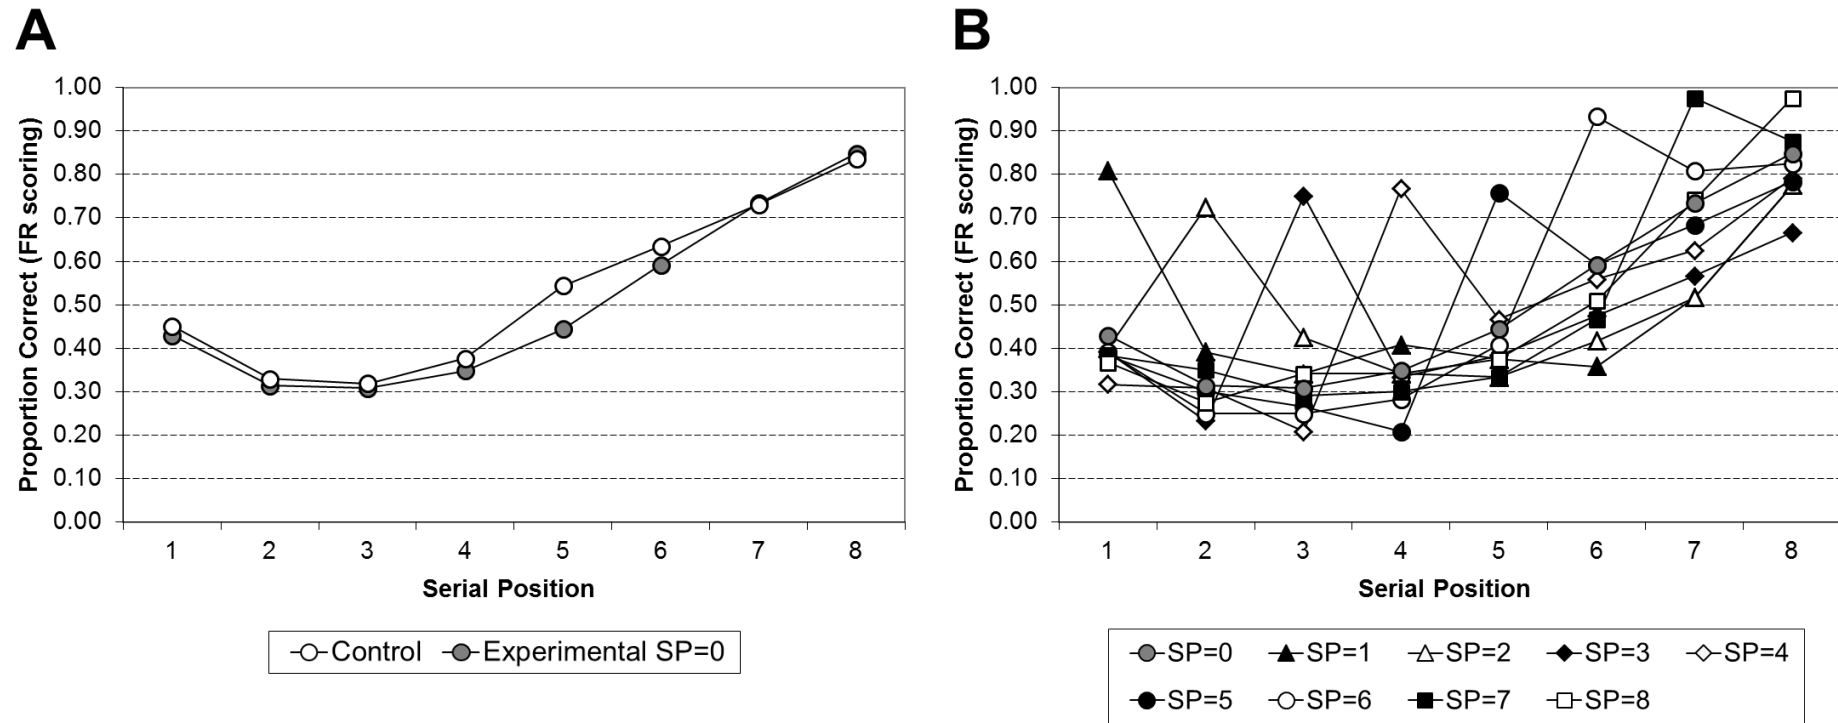 A
Proportion Correct (FR scoring)
1.00
0.90
0.80
0.70
0.60
0.50
0.40
0.30
0.20
0.10
0.00
1 2 3 4 5 6 7 8
Serial Position
Control Experimental SP=0
B
Proportion Correct (FR scoring)
1.00
0.90
0.80
0.70
0.60
0.50
0.40
0.30
0.20
0.10
0.00
1 2 3 4 5 6 7 8
Serial Position
SP=0 SP=1 SP=2 SP=3 SP=4
SP=5 SP=6 SP=7 SP=8